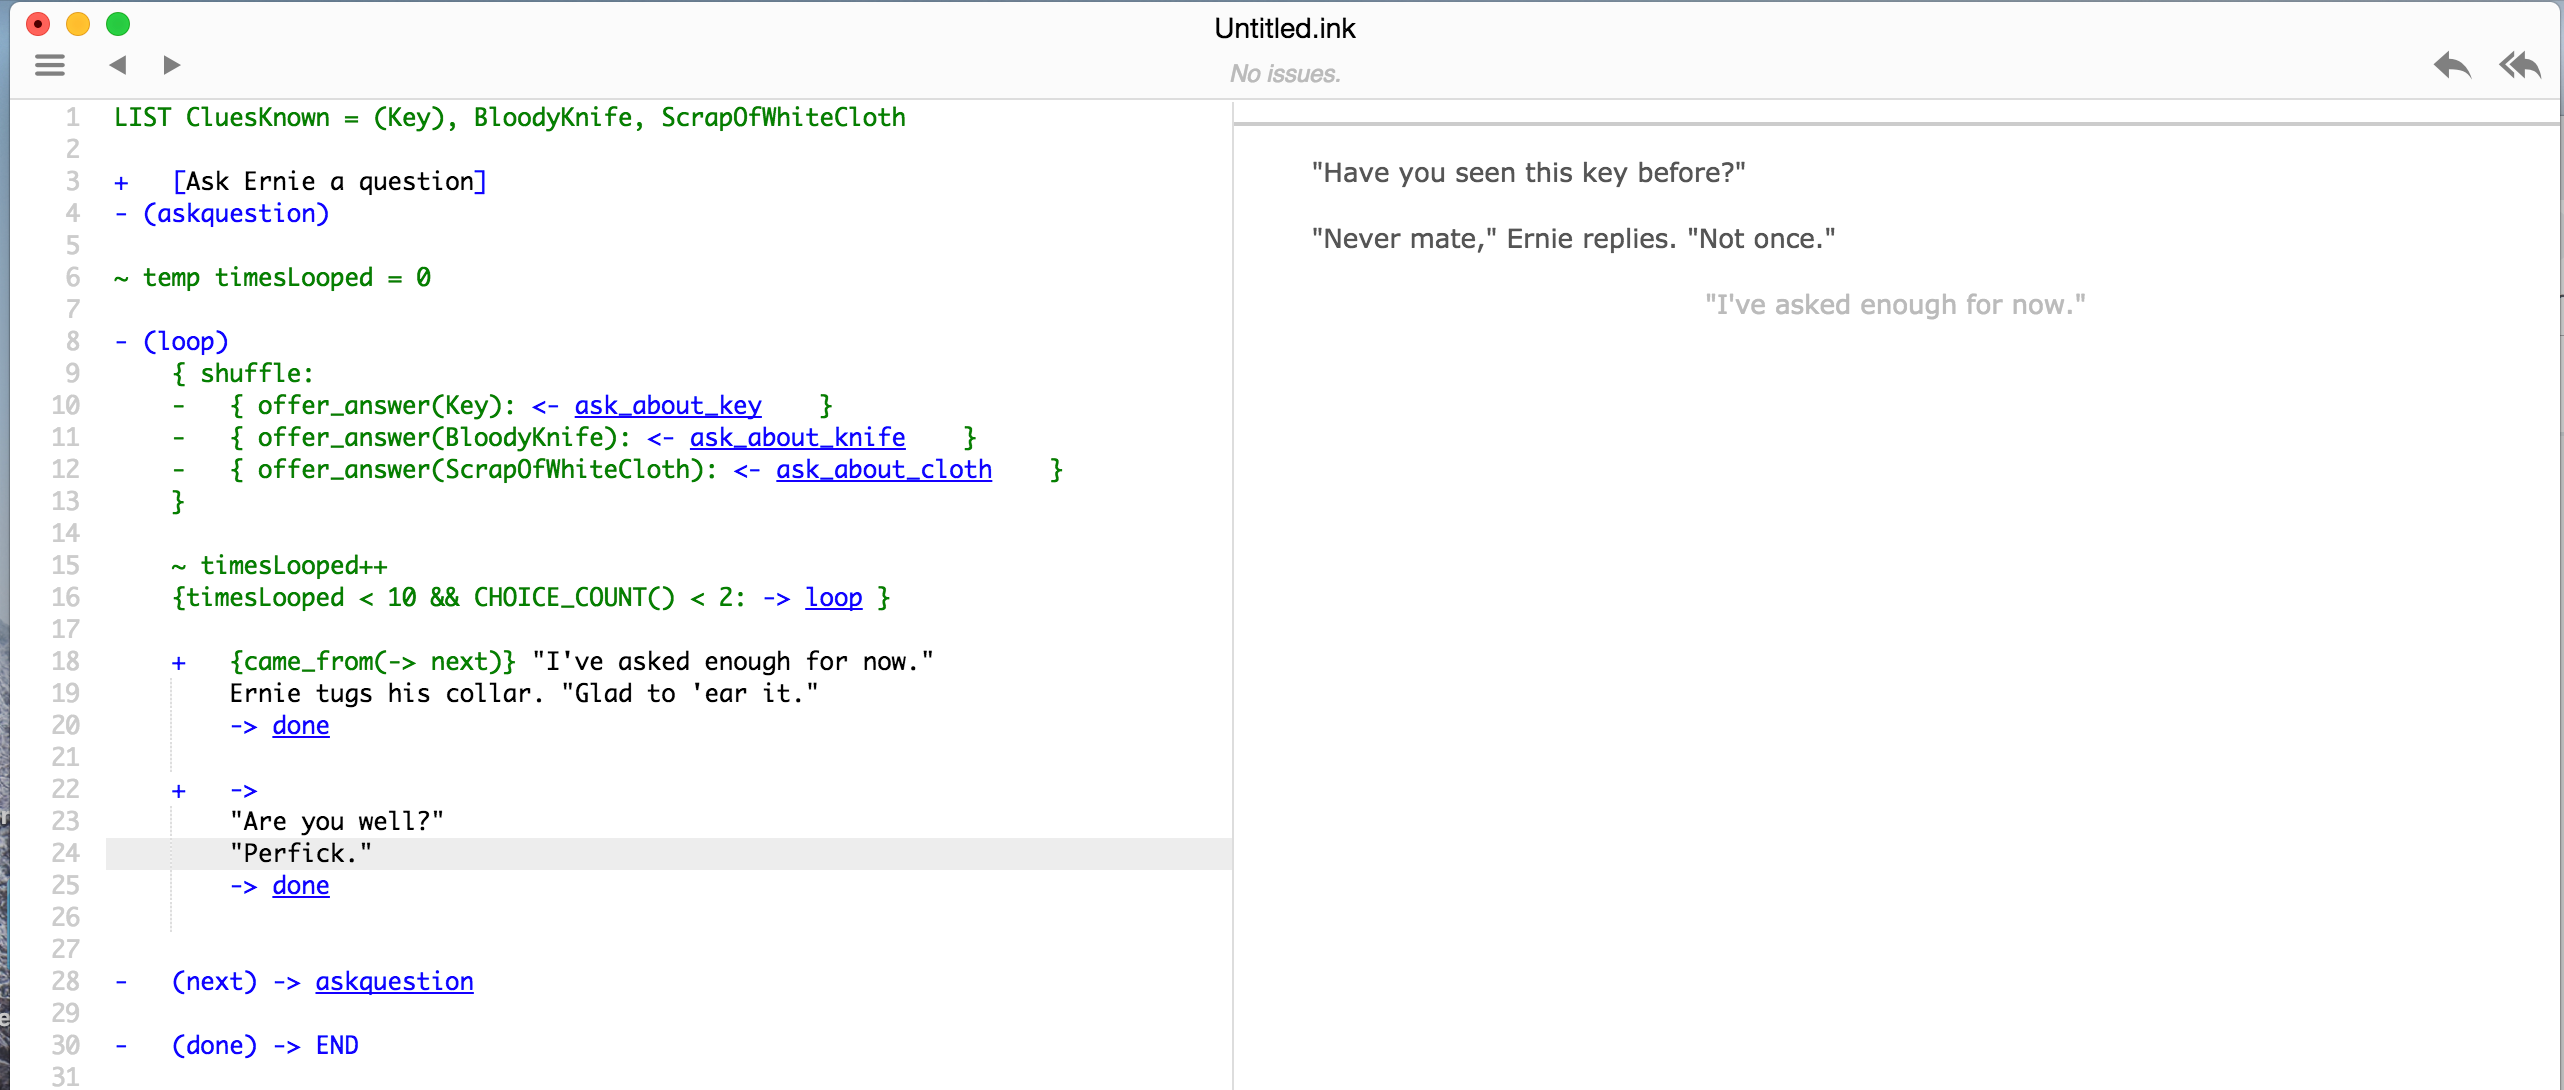 Untitled.ink
No issues.
1 LIST CluesKnown = (Key), BloodyKnife, ScrapOfWhiteCloth
2
3 + [Ask Ernie a question]
4 - (askquestion)
5
6 ~ temp timesLooped = 0
7
8 - (loop)
9 { shuffle:
10 - { offer_answer(Key): <- ask_about_key }
11 - { offer_answer(BloodyKnife): <- ask_about_knife }
12 - { offer_answer(ScrapOfWhiteCloth): <- ask_about_cloth }
13 }
14
15 ~ timesLooped++
16 {timesLooped < 10 && CHOICE_COUNT() < 2: -> loop }
17
18 + {came_from(-> next)} "I've asked enough for now."
19 Ernie tugs his collar. "Glad to 'ear it."
20 -> done
21
22 + ->
23 "Are you well?"
24 "Perfick."
25 -> done
26
27
28 - (next) -> askquestion
29
30 - (done) -> END
31
"Have you seen this key before?"
"Never mate," Ernie replies. "Not once."
"I've asked enough for now."